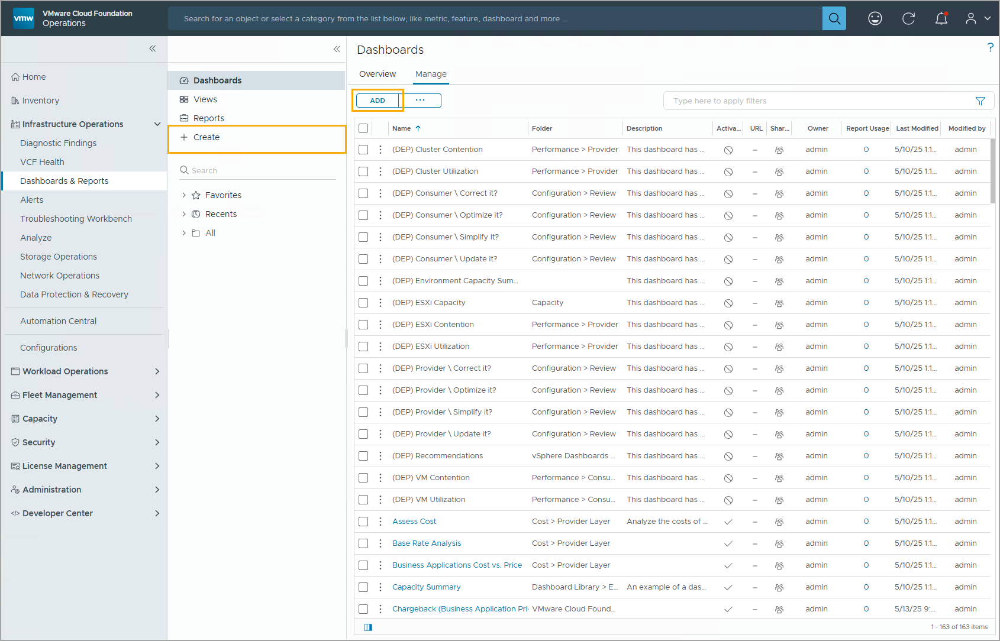 vmw
VMware Cloud Foundation
Operations
Search for an object or select a category from the list below; like metric, feature, dashboard and more ...
Home
Inventory
Infrastructure Operations
Diagnostic Findings
VCF Health
Dashboards & Reports
Alerts
Troubleshooting Workbench
Analyze
Storage Operations
Network Operations
Data Protection & Recovery
Automation Central
Configurations
Workload Operations
Fleet Management
Capacity
Security
License Management
Administration
Developer Center
Dashboards
Views
Reports
Create
Search
Favorites
Recents
All
Dashboards
?
Overview Manage
ADD ...
Type here to apply filters
Name Folder Description Activa... URL Shar... Owner Report Usage Last Modified Modified by
(DEP) Cluster Contention Performance > Provider This dashboard has ... – admin 0 5/10/25 1:1... admin
(DEP) Cluster Utilization Performance > Provider This dashboard has ... – admin 0 5/10/25 1:1... admin
(DEP) Consumer \ Correct it? Configuration > Review This dashboard has ... – admin 0 5/10/25 1:1... admin
(DEP) Consumer \ Optimize it? Configuration > Review This dashboard has ... – admin 0 5/10/25 1:1... admin
(DEP) Consumer \ Simplify It? Configuration > Review This dashboard has ... – admin 0 5/10/25 1:1... admin
(DEP) Consumer \ Update it? Configuration > Review This dashboard has ... – admin 0 5/10/25 1:1... admin
(DEP) Environment Capacity Sum... This dashboard has ... – admin 0 5/10/25 1:1... admin
(DEP) ESXi Capacity Capacity This dashboard has ... – admin 0 5/10/25 1:1... admin
(DEP) ESXi Contention Performance > Provider This dashboard has ... – admin 0 5/10/25 1:1... admin
(DEP) ESXi Utilization Performance > Provider This dashboard has ... – admin 0 5/10/25 1:1... admin
(DEP) Provider \ Correct it? Configuration > Review This dashboard has ... – admin 0 5/10/25 1:1... admin
(DEP) Provider \ Optimize it? Configuration > Review This dashboard has ... – admin 0 5/10/25 1:1... admin
(DEP) Provider \ Simplify it? Configuration > Review This dashboard has ... – admin 0 5/10/25 1:1... admin
(DEP) Provider \ Update it? Configuration > Review This dashboard has ... – admin 0 5/10/25 1:1... admin
(DEP) Recommendations vSphere Dashboards ... This dashboard has ... – admin 0 5/10/25 1:1... admin
(DEP) VM Contention Performance > Consu... This dashboard has ... – admin 0 5/10/25 1:1... admin
(DEP) VM Utilization Performance > Consu... This dashboard has ... – admin 0 5/10/25 1:1... admin
Assess Cost Cost > Provider Layer Analyze the costs of ... – admin 0 5/10/25 1:1... admin
Base Rate Analysis Cost > Provider Layer – admin 0 5/10/25 1:1... admin
Business Applications Cost vs. Price Cost > Provider Layer – admin 0 5/10/25 1:1... admin
Capacity Summary Dashboard Library > E... An example of a das... – admin 0 5/10/25 1:1... admin
Chargeback (Business Application Pri VMware Cloud Found... – admin 0 5/13/25 9:... admin
1 - 163 of 163 items